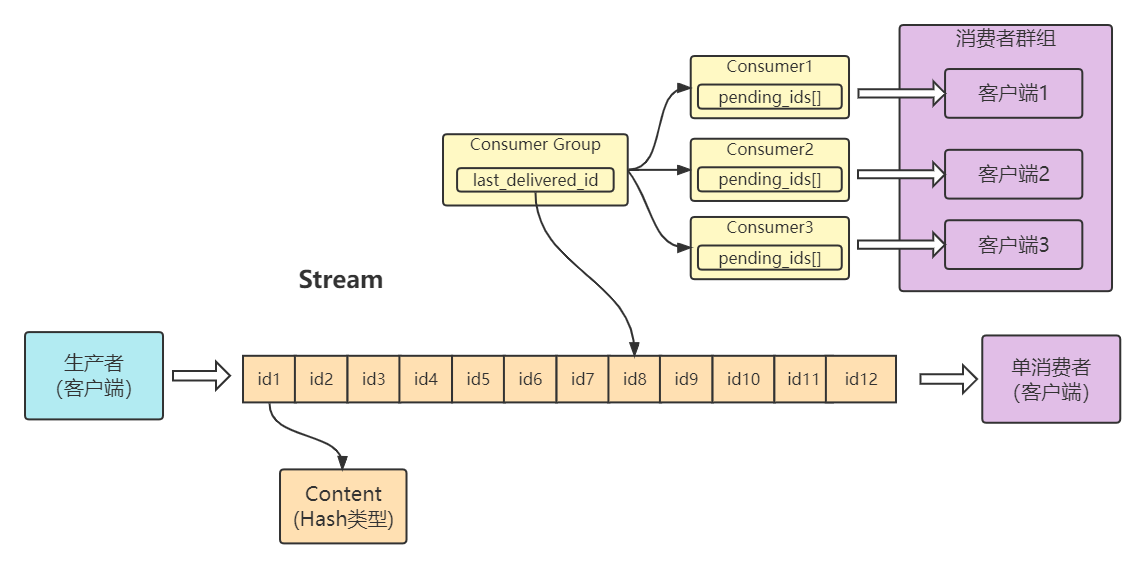 消费者群组
Consumer1
pending_ids[]
客户端1
Consumer Group
last_delivered_id
Consumer2
pending_ids[]
客户端2
Consumer3
pending_ids[]
客户端3
Stream
生产者
(客户端)
id1
id2
id3
id4
id5
id6
id7
id8
id9
id10
id11
id12
单消费者
(客户端)
Content
(Hash类型)